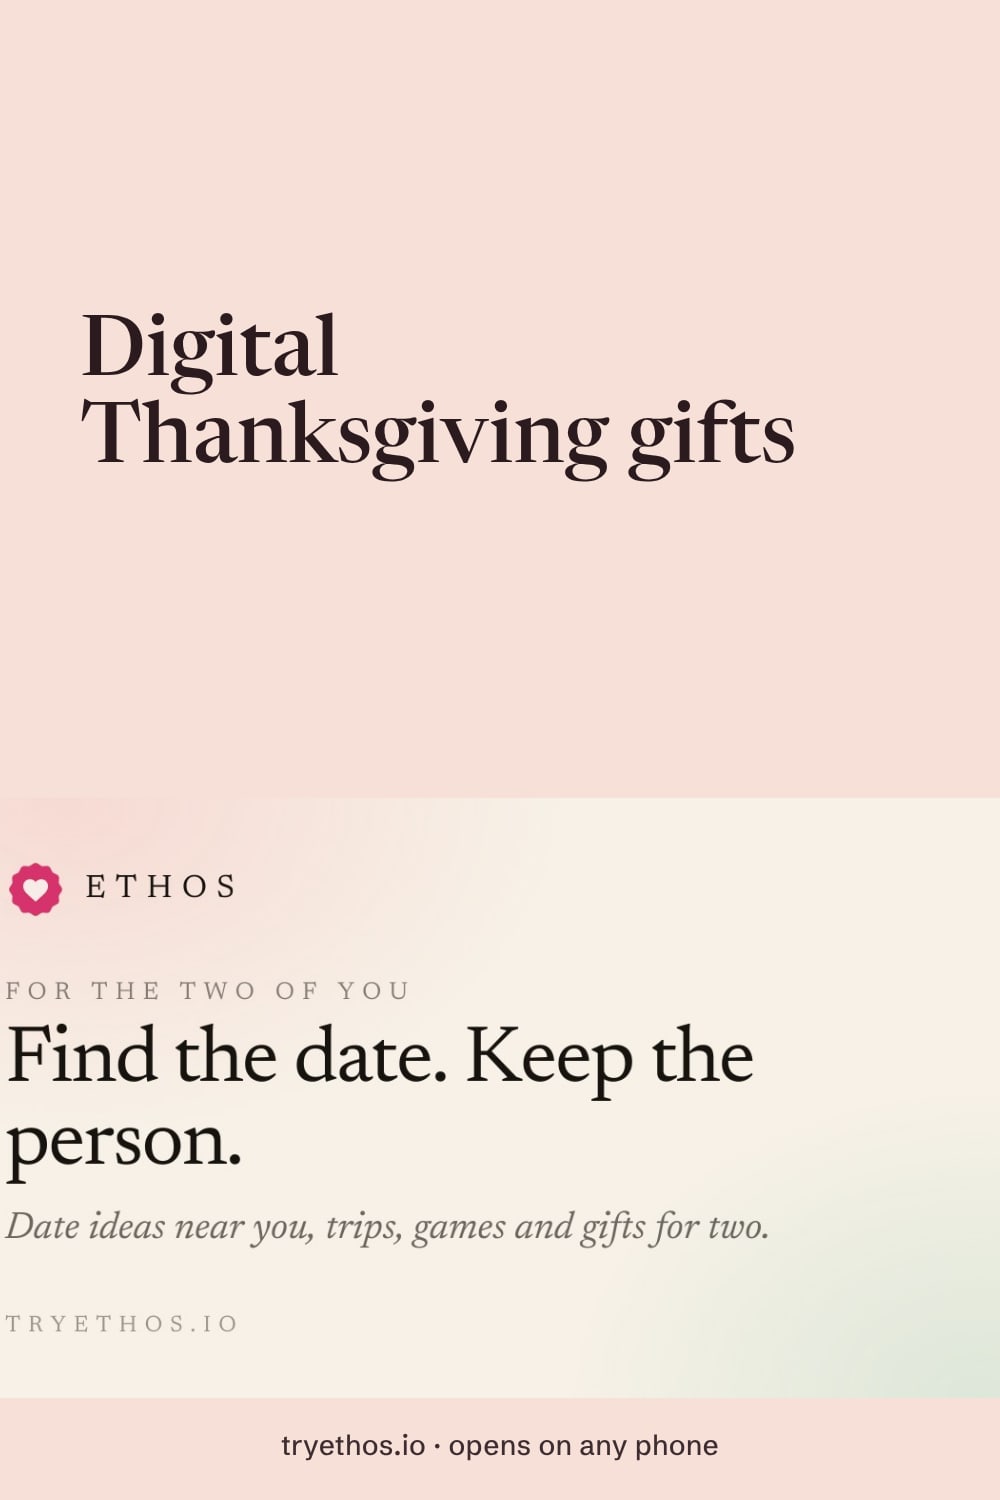 Digital
Thanksgiving gifts
ETHOS
FOR THE TWO OF YOU
Find the date. Keep the
person.
Date ideas near you, trips, games and gifts for two.
TRYETHOS.IO
tryethos.io · opens on any phone